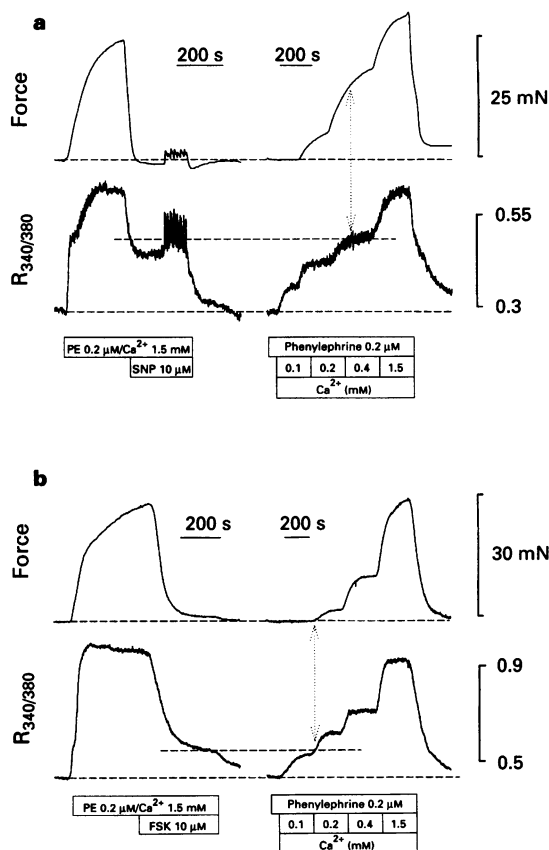 a
200 s 200 s
Force
25 mN
R340/380
0.55
0.3
PE 0.2 µM/Ca2+ 1.5 mM
SNP 10 µM
Phenylephrine 0.2 µM
0.1 0.2 0.4 1.5
Ca2+ (mM)
b
200 s 200 s
Force
30 mN
R340/380
0.9
0.5
PE 0.2 µM/Ca2+ 1.5 mM
FSK 10 µM
Phenylephrine 0.2 µM
0.1 0.2 0.4 1.5
Ca2+ (mM)